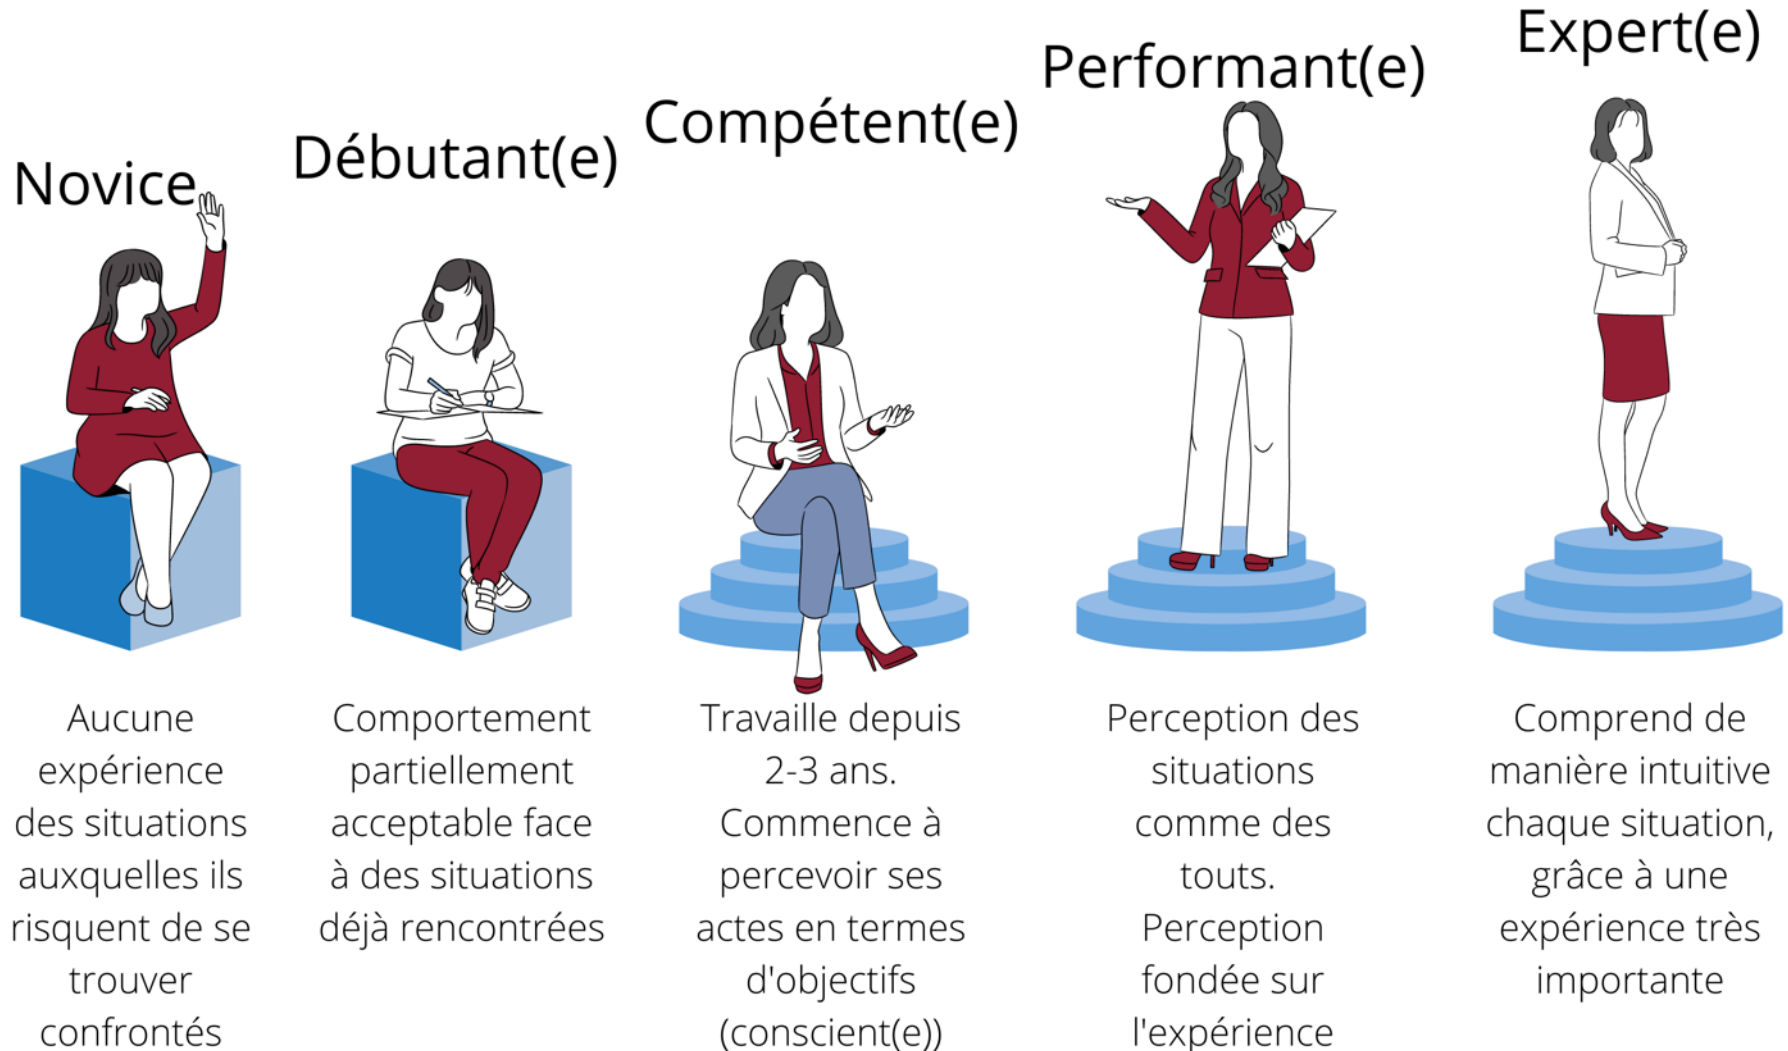 Novice
Débutant(e)
Compétent(e)
Performant(e)
Expert(e)
Aucune
expérience
des situations
auxquelles ils
risquent de se
trouver
confrontés
Comportement
partiellement
acceptable face
à des situations
déjà rencontrées
Travaille depuis
2-3 ans.
Commence à
percevoir ses
actes en termes
d'objectifs
(conscient(e))
Perception des
situations
comme des
touts.
Perception
fondée sur
l'expérience
Comprend de
manière intuitive
chaque situation,
grâce à une
expérience très
importante